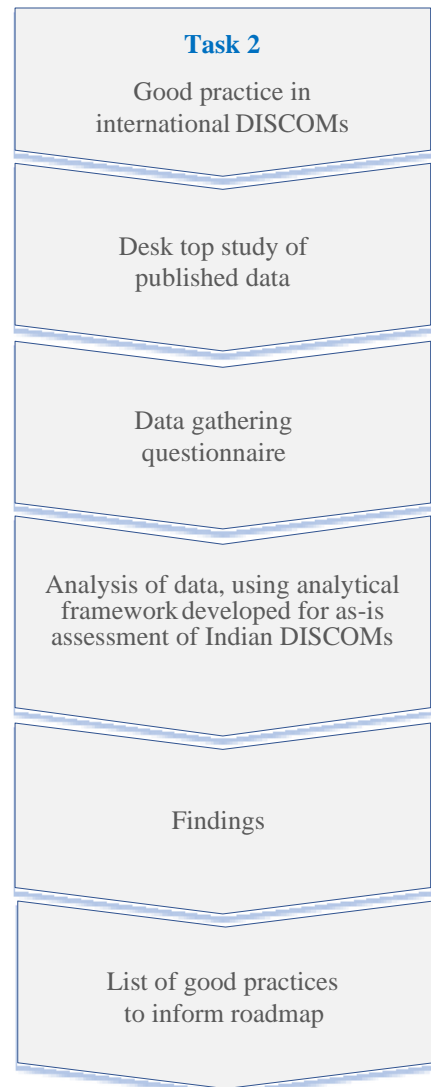 Task 2
Good practice in
international DISCOMs
Desk top study of
published data
Data gathering
questionnaire
Analysis of data, using analytical
framework developed for as-is
assessment of Indian DISCOMs
Findings
List of good practices
to inform roadmap